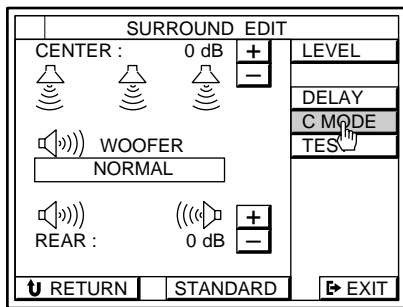 SURROUND EDIT
CENTER : 0 dB + LEVEL
−
DELAY
C MODE
WOOFER TEST
NORMAL
+
REAR : 0 dB −
RETURN STANDARD EXIT